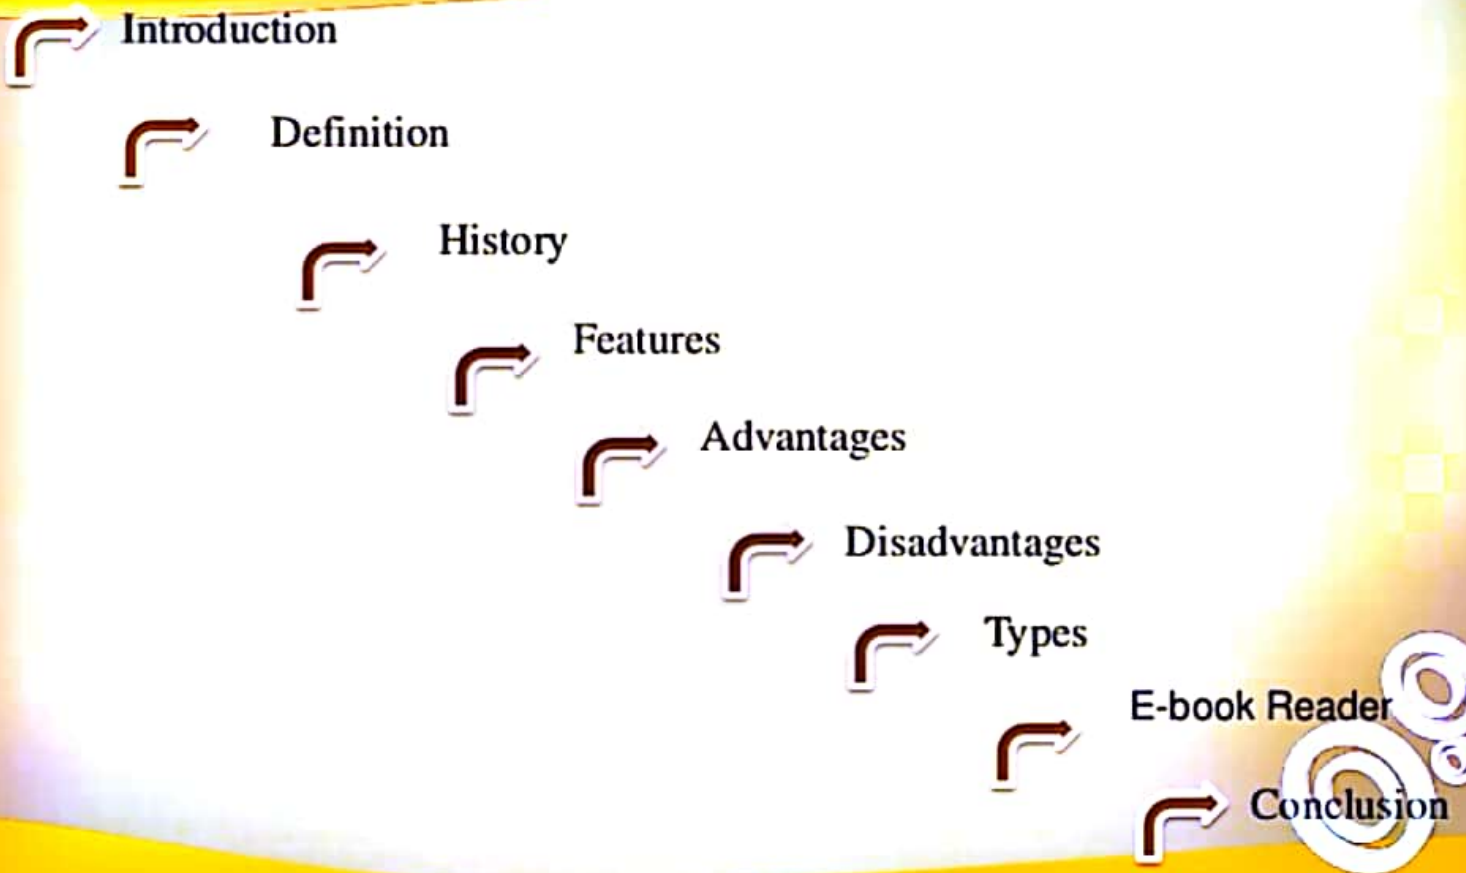 Introduction
Definition
History
Features
Advantages
Disadvantages
Types
E-book Reader
Conclusion